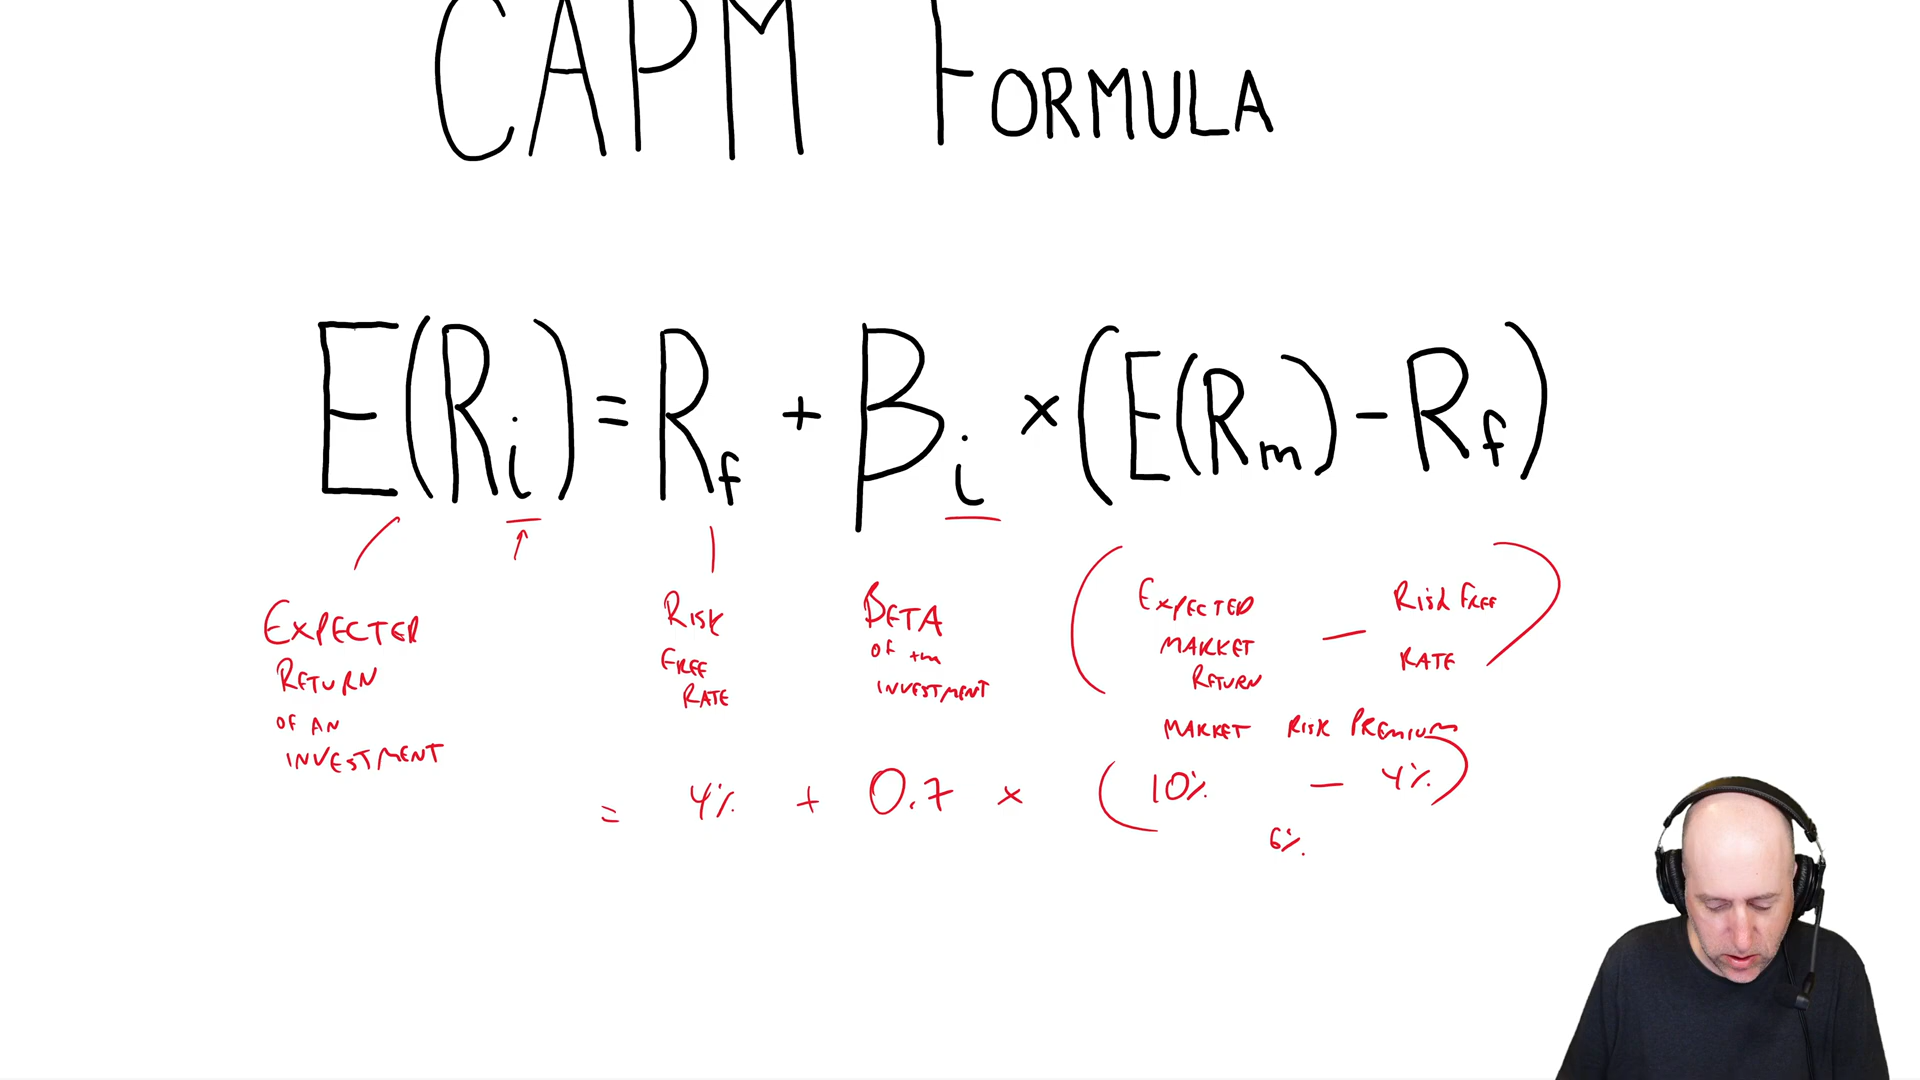 CAPM FORMULA
E(Ri) = Rf + βi × (E(Rm) - Rf)
EXPECTED
RETURN
OF AN
INVESTMENT
RISK
FREE
RATE
BETA
OF
INVESTMENT
(EXPECTED
MARKET
RETURN
—
RISK FREE
RATE)
MARKET RISK PREMIUM
= 4% + 0.7 × (10% — 4%)
6%.